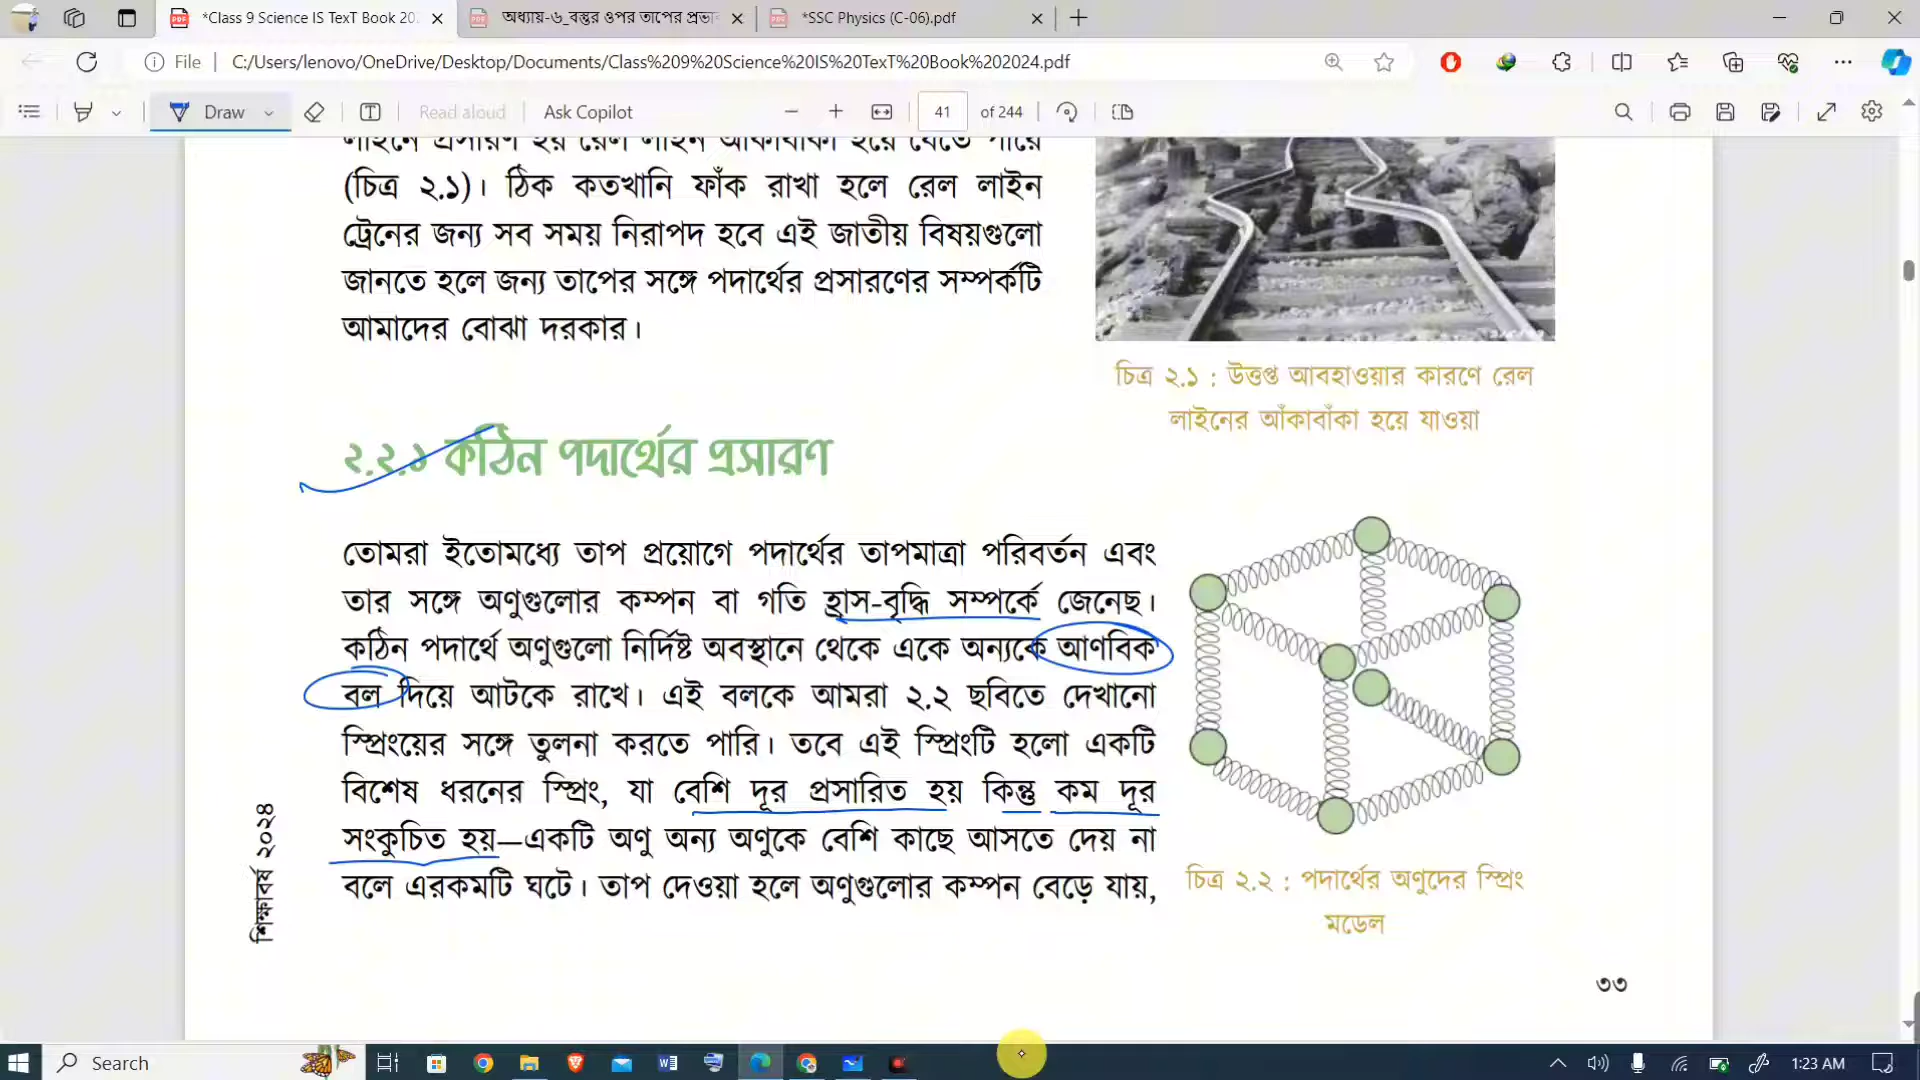 *Class 9 Science IS TexT Book 20
অধ্যায়-৬_বস্তুর ওপর তাপের প্রভা
*SSC Physics (C-06).pdf
File
C:/Users/lenovo/OneDrive/Desktop/Documents/Class%209%20Science%20IS%20TexT%20Book%202024.pdf
Draw
Read aloud
Ask Copilot
41
of 244
লাইনে প্রসারণ হয় রেল লাইন আঁকাবাঁকা হয়ে যেতে পারে
(চিত্র ২.১)। ঠিক কতখানি ফাঁক রাখা হলে রেল লাইন
ট্রেনের জন্য সব সময় নিরাপদ হবে এই জাতীয় বিষয়গুলো
জানতে হলে জন্য তাপের সঙ্গে পদার্থের প্রসারণের সম্পর্কটি
আমাদের বোঝা দরকার।
চিত্র ২.১ : উত্তপ্ত আবহাওয়ার কারণে রেল
লাইনের আঁকাবাঁকা হয়ে যাওয়া
২.২.১ কঠিন পদার্থের প্রসারণ
তোমরা ইতোমধ্যে তাপ প্রয়োগে পদার্থের তাপমাত্রা পরিবর্তন এবং
তার সঙ্গে অণুগুলোর কম্পন বা গতি হ্রাস-বৃদ্ধি সম্পর্কে জেনেছ।
কঠিন পদার্থে অণুগুলো নির্দিষ্ট অবস্থানে থেকে একে অন্যকে আণবিক
বল দিয়ে আটকে রাখে। এই বলকে আমরা ২.২ ছবিতে দেখানো
স্প্রিংয়ের সঙ্গে তুলনা করতে পারি। তবে এই স্প্রিংটি হলো একটি
বিশেষ ধরনের স্প্রিং, যা বেশি দূর প্রসারিত হয় কিন্তু কম দূর
সংকুচিত হয়—একটি অণু অন্য অণুকে বেশি কাছে আসতে দেয় না
বলে এরকমটি ঘটে। তাপ দেওয়া হলে অণুগুলোর কম্পন বেড়ে যায়,
চিত্র ২.২ : পদার্থের অণুদের স্প্রিং
মডেল
শিক্ষাবর্ষ ২০২৪
৩৩
Search
1:23 AM